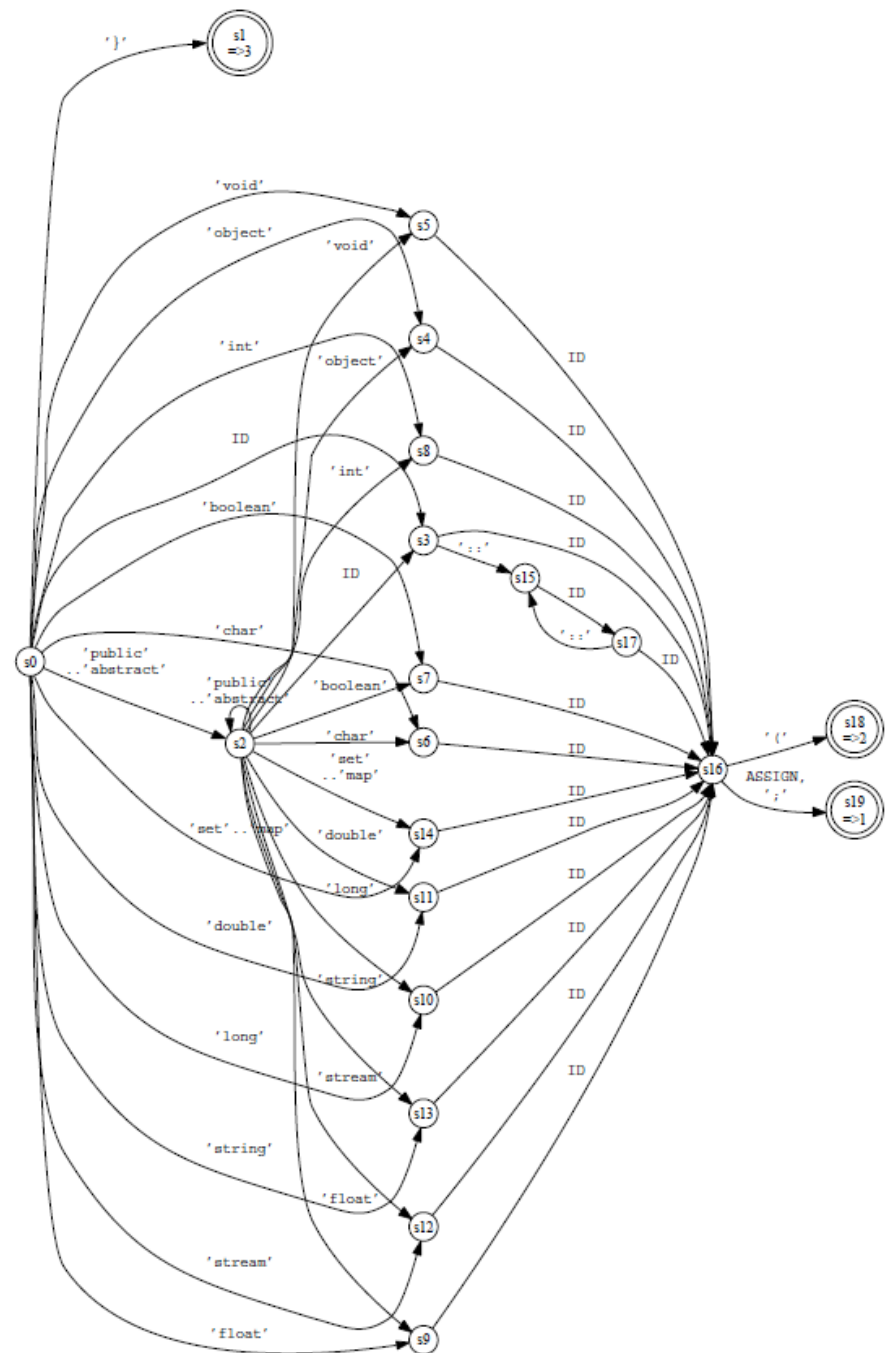 s1
=>3
'}'
'void'
s5
'object'
'void'
s4
'int'
'object'
ID
ID
ID
s8
'int'
ID
'boolean'
s3
ID
'::'
ID
s15
ID
'char'
'::'
s17
ID
s0
'public'
..'abstract'
'public'
..'abstract'
'boolean'
s7
ID
s18
=>2
'('
s2
'char'
s6
ID
s16
'set'
..'map'
ASSIGN,
';'
s19
=>1
ID
'set'..'map'
'double'
s14
ID
'long'
s11
ID
'double'
'string'
s10
ID
'long'
'stream'
ID
s13
ID
'string'
'float'
s12
'stream'
'float'
s9